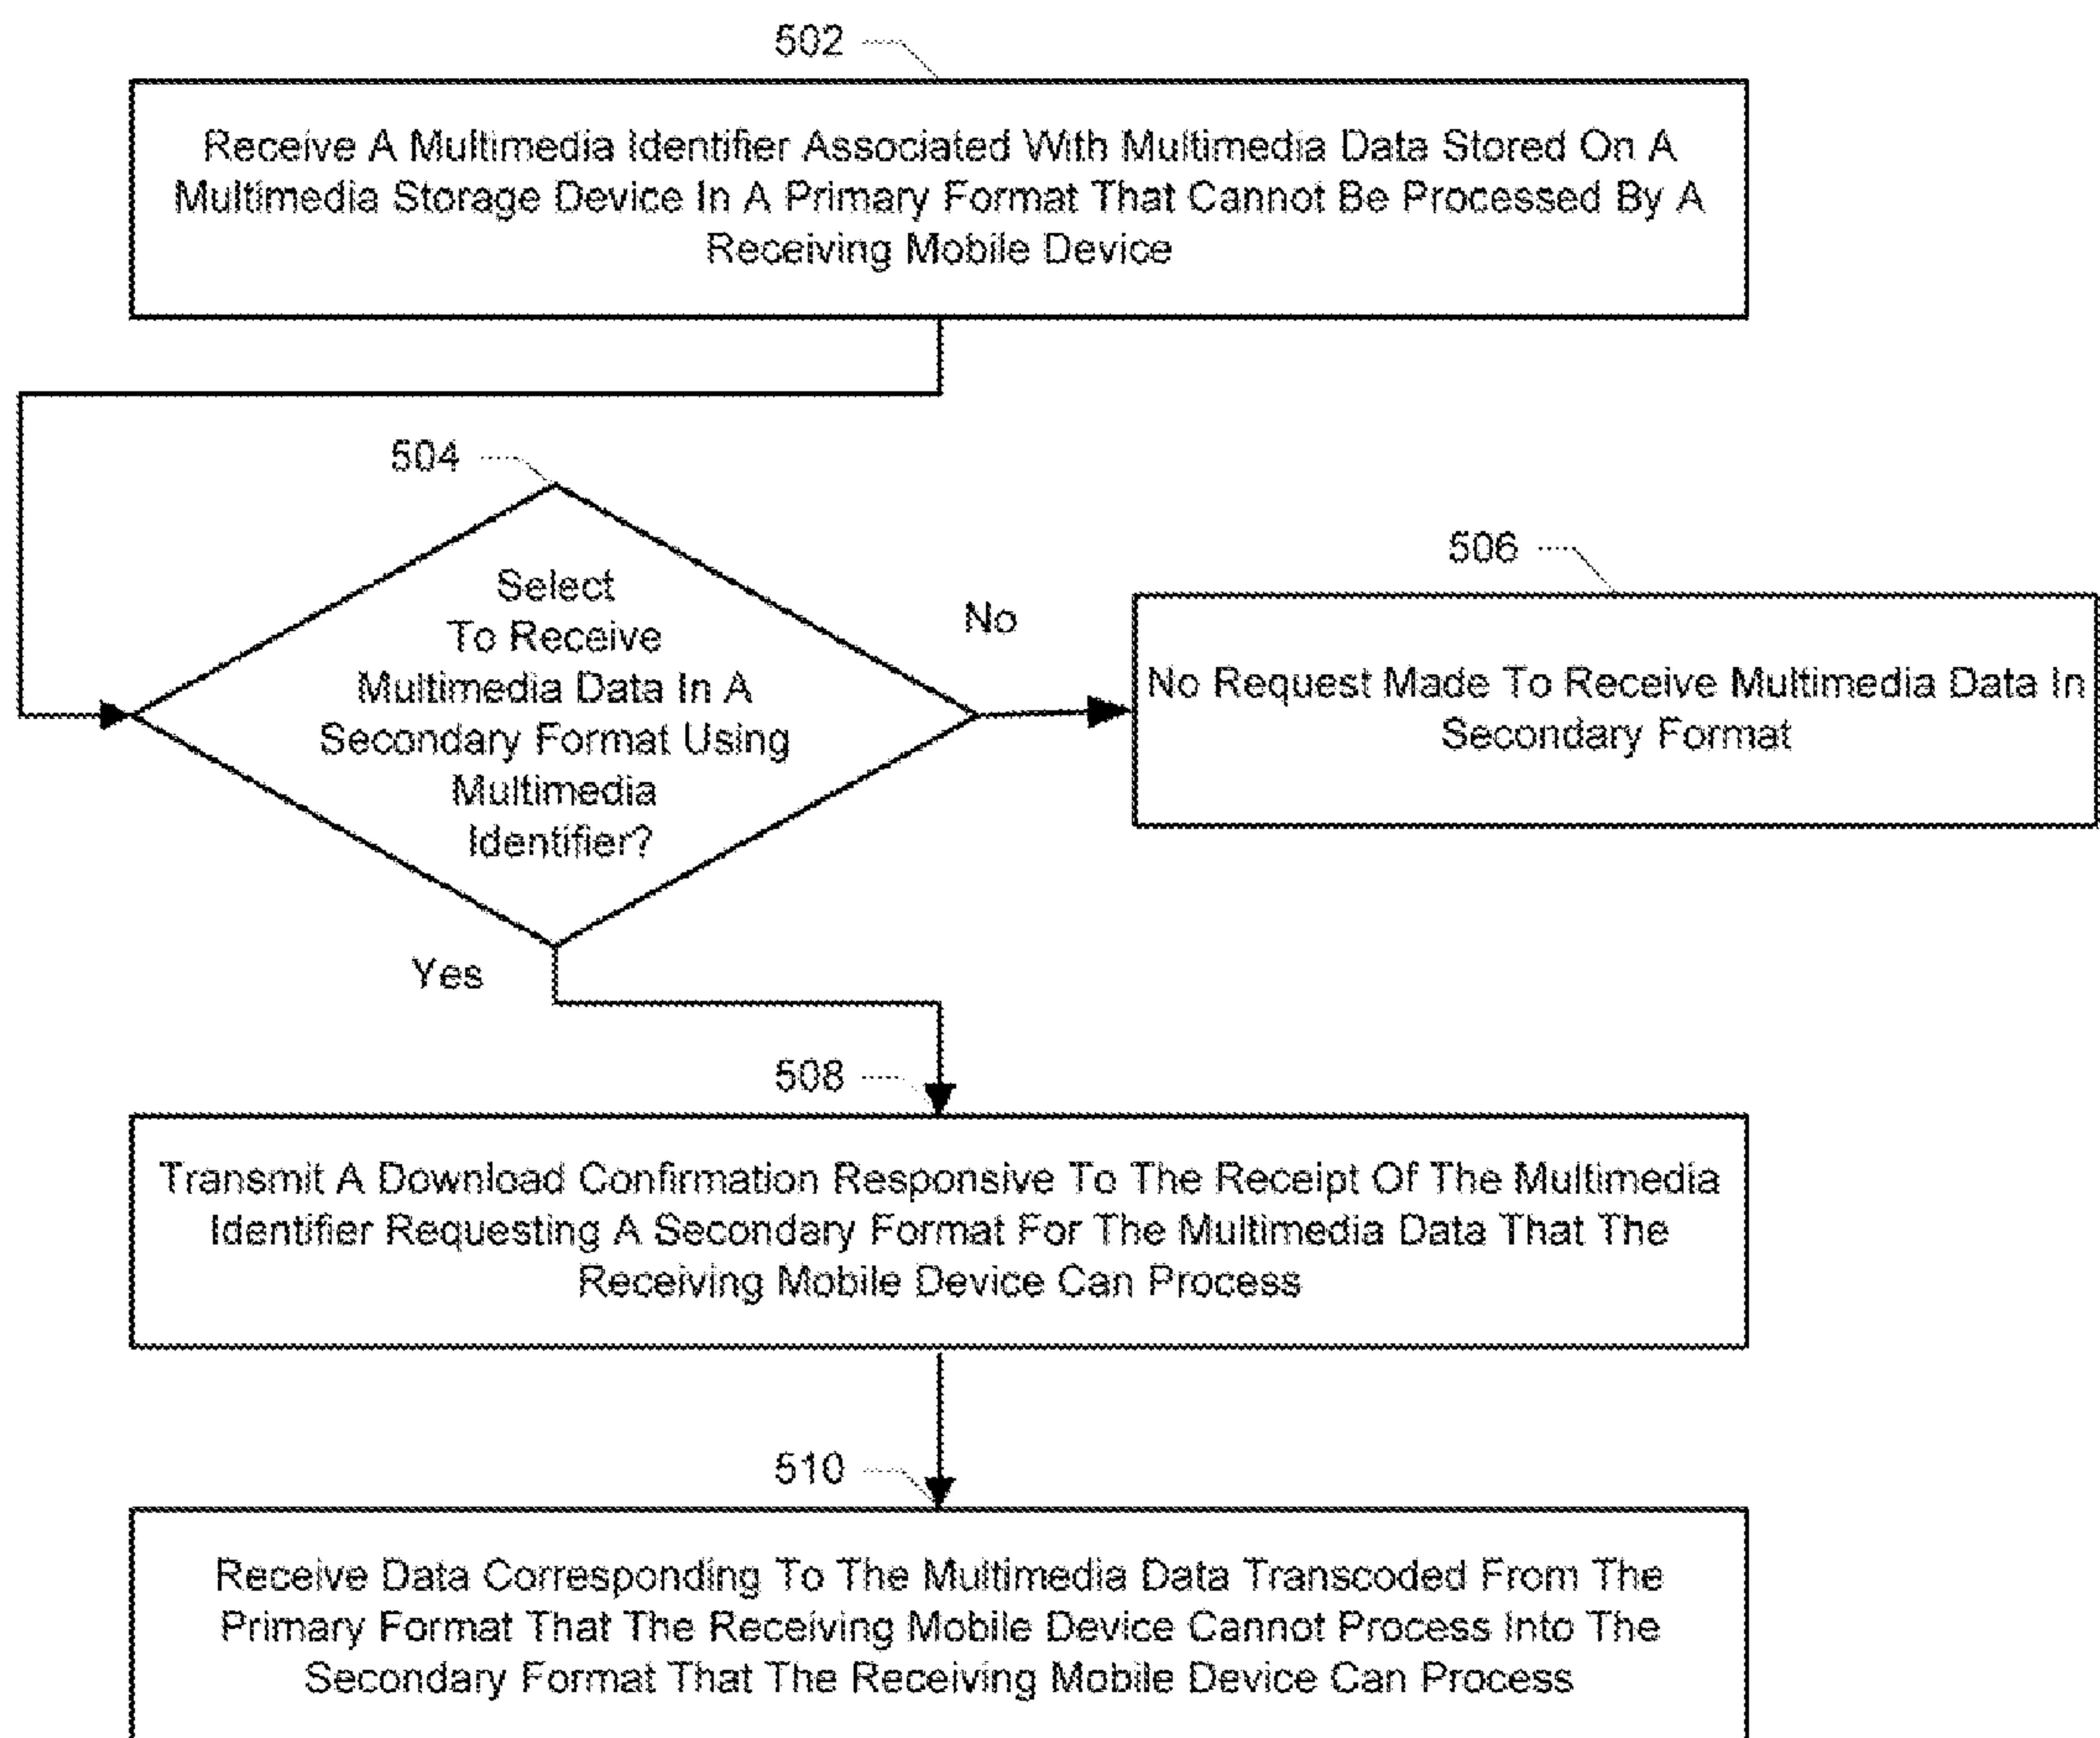 502
Receive A Multimedia Identifier Associated With Multimedia Data Stored On A
Multimedia Storage Device In A Primary Format That Cannot Be Processed By A
Receiving Mobile Device
504
Select
To Receive
Multimedia Data In A
Secondary Format Using
Multimedia
Identifier?
No
506
No Request Made To Receive Multimedia Data In
Secondary Format
Yes
508
Transmit A Download Confirmation Responsive To The Receipt Of The Multimedia
Identifier Requesting A Secondary Format For The Multimedia Data That The
Receiving Mobile Device Can Process
510
Receive Data Corresponding To The Multimedia Data Transcoded From The
Primary Format That The Receiving Mobile Device Cannot Process Into The
Secondary Format That The Receiving Mobile Device Can Process